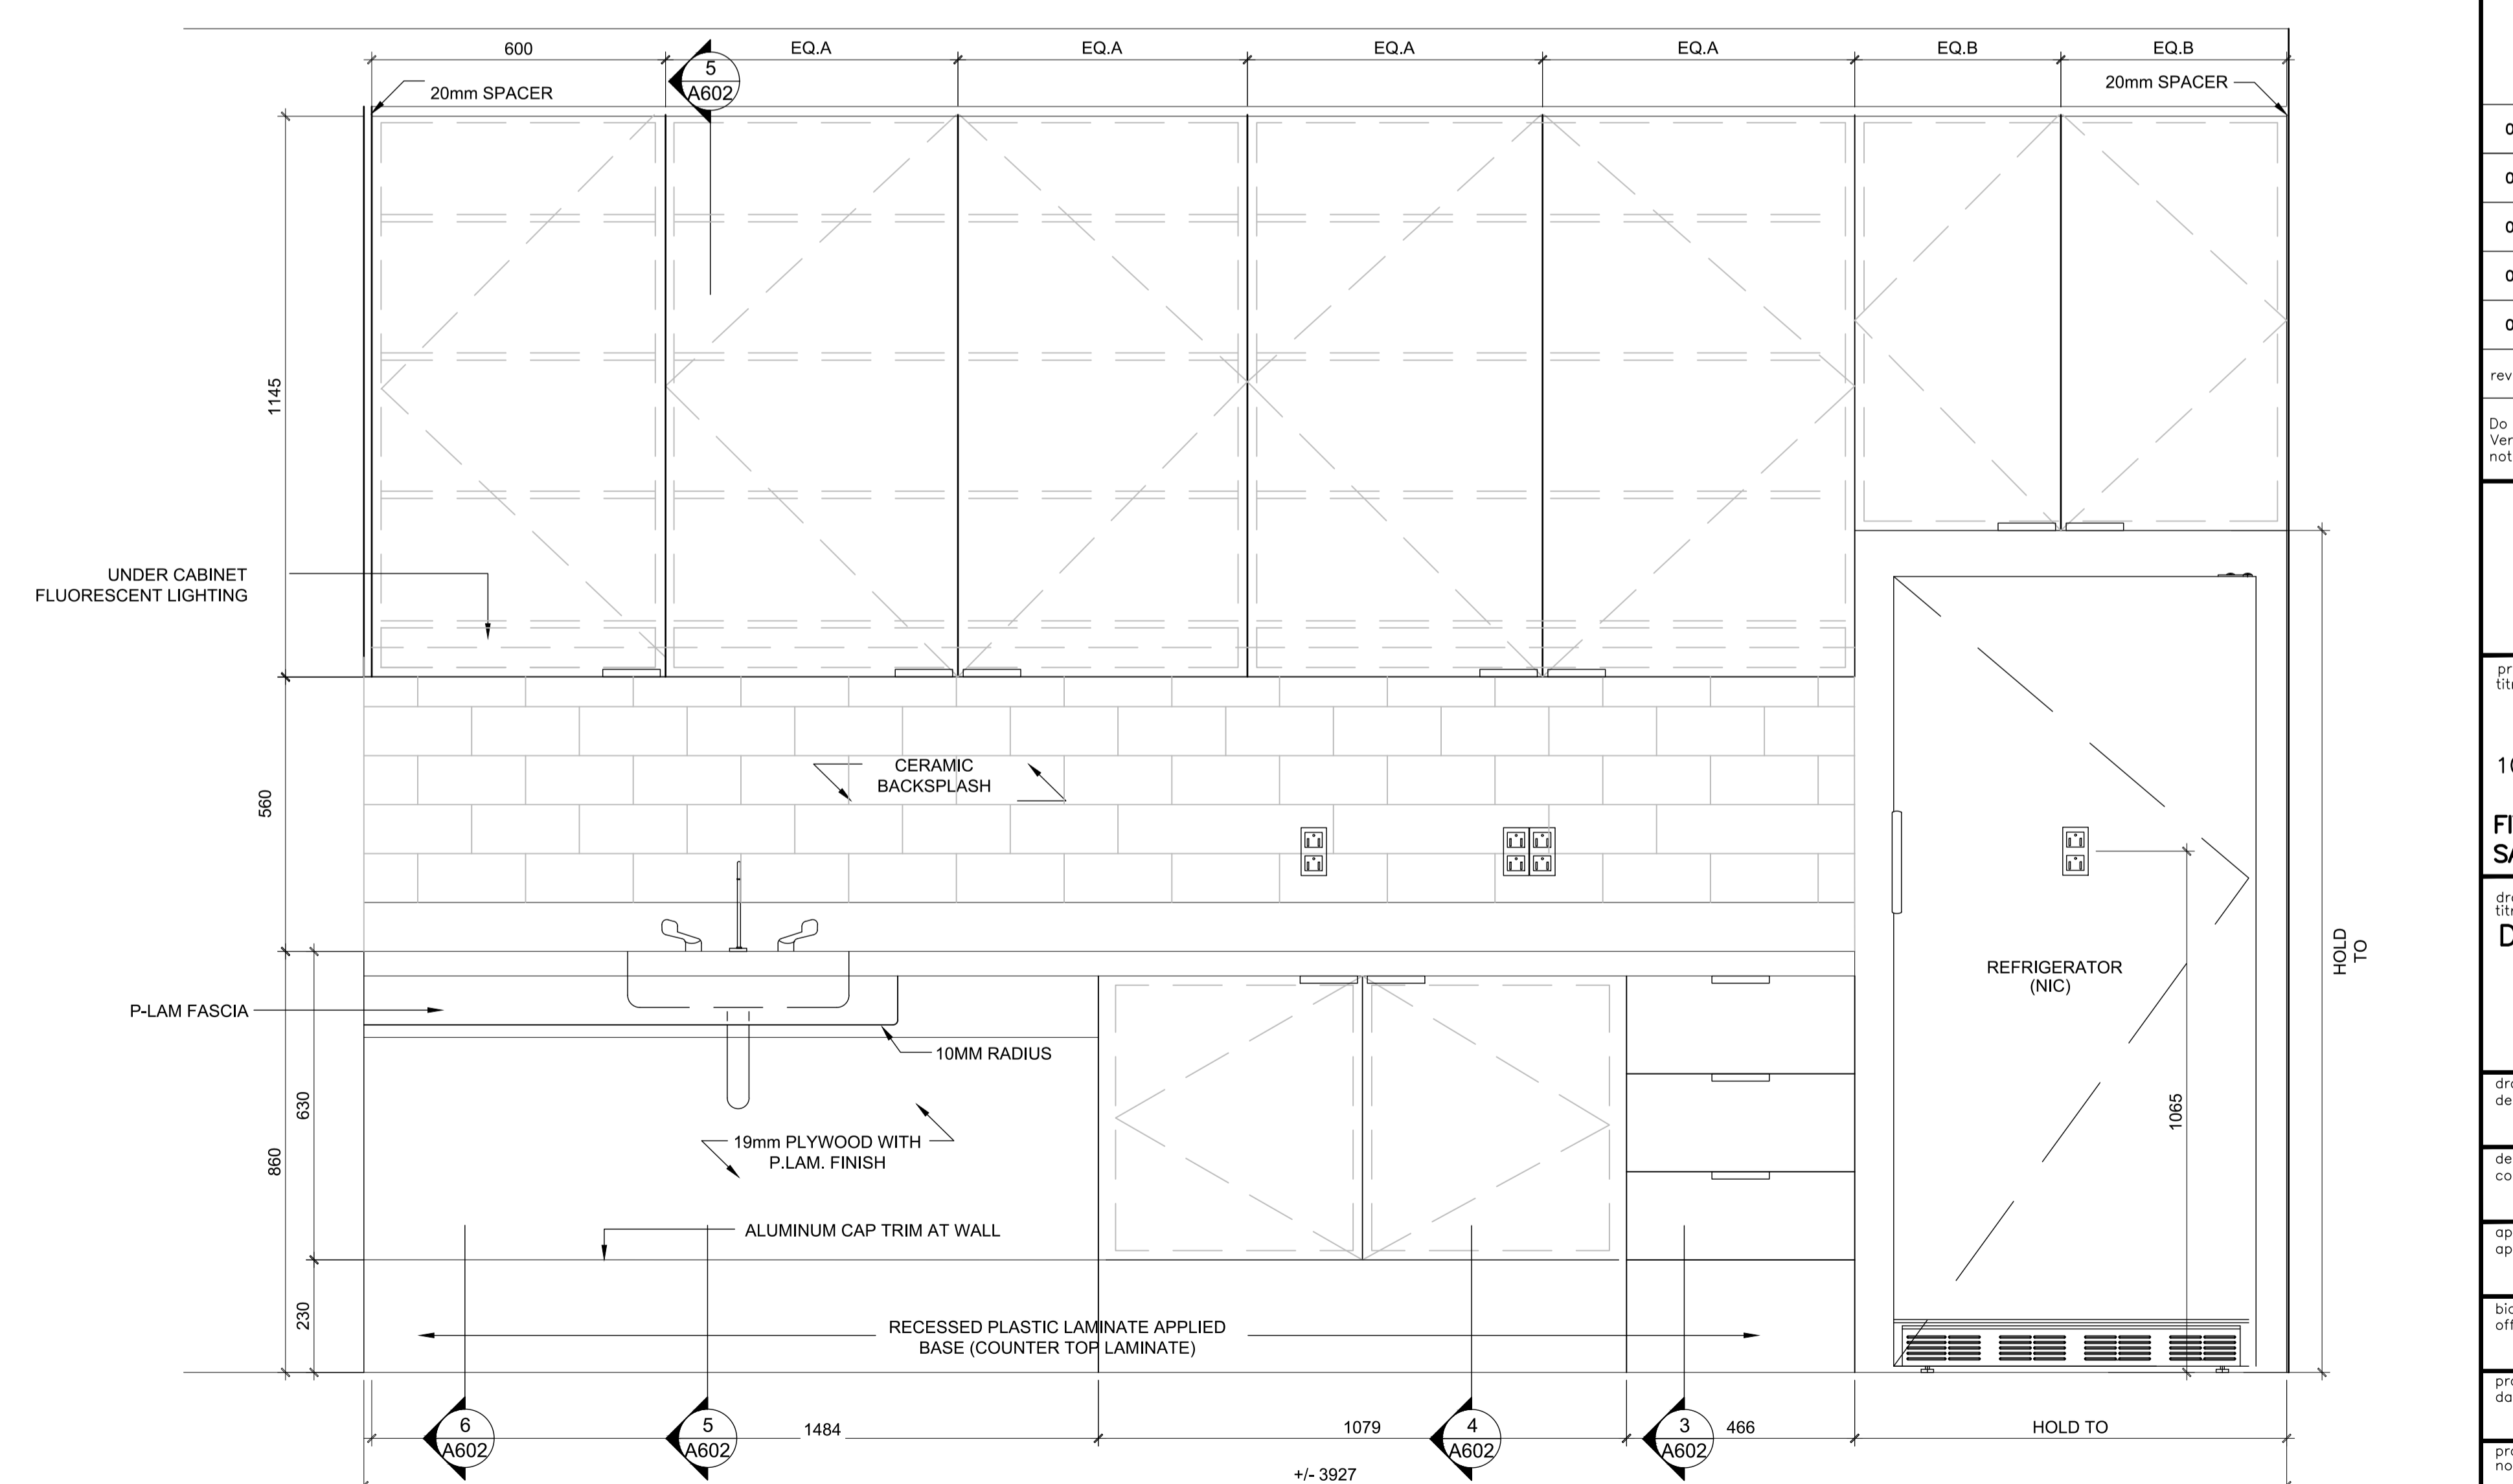 600
EQ.A
EQ.A
EQ.A
EQ.A
EQ.B
EQ.B
5
A602
20mm SPACER
20mm SPACER
1145
UNDER CABINET
FLUORESCENT LIGHTING
560
CERAMIC
BACKSPLASH
REFRIGERATOR
(NIC)
HOLD
TO
P-LAM FASCIA
10MM RADIUS
630
860
1065
19mm PLYWOOD WITH
P.LAM. FINISH
ALUMINUM CAP TRIM AT WALL
230
RECESSED PLASTIC LAMINATE APPLIED
BASE (COUNTER TOP LAMINATE)
6
A602
5
A602
1484
1079
4
A602
3
A602
466
HOLD TO
+/- 3927
rev
Do
Ver
not